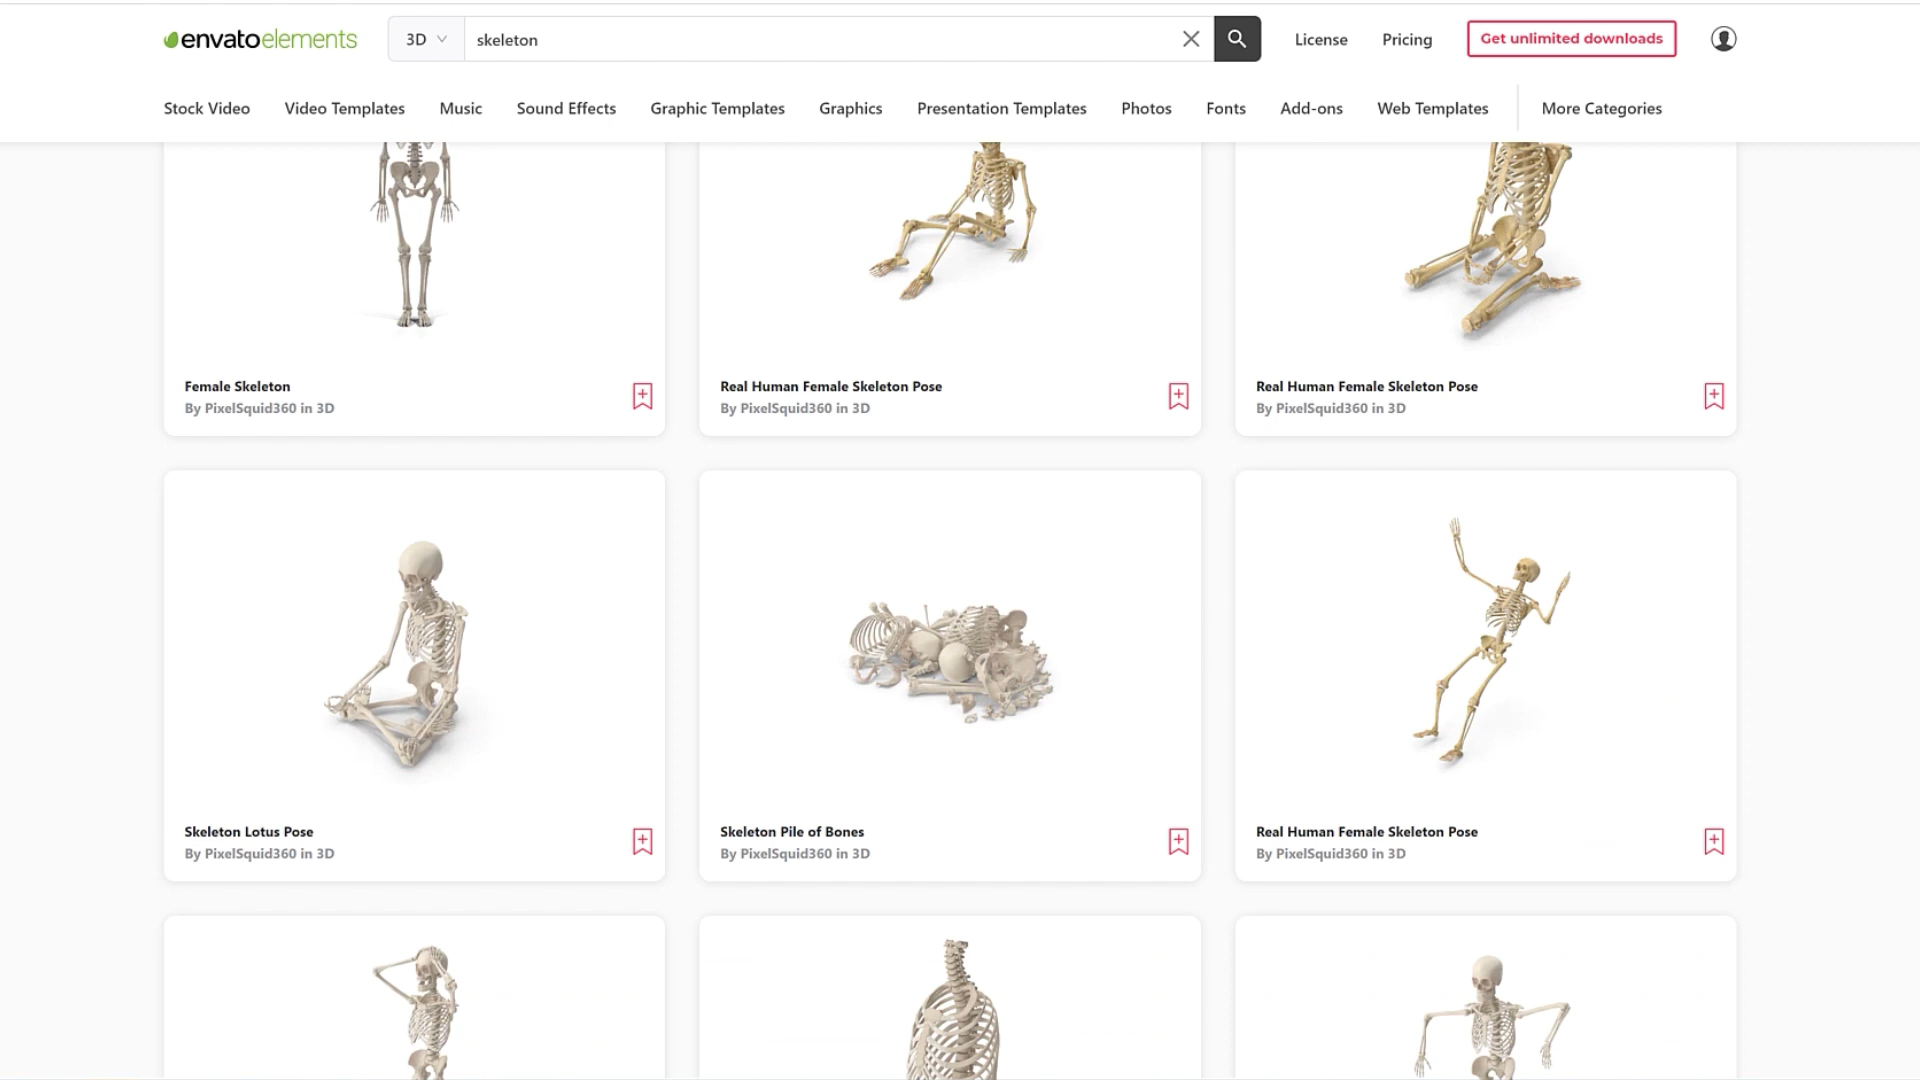 envatoelements
3D
skeleton
License
Pricing
Get unlimited downloads
Stock Video
Video Templates
Music
Sound Effects
Graphic Templates
Graphics
Presentation Templates
Photos
Fonts
Add-ons
Web Templates
More Categories
Female Skeleton
By PixelSquid360 in 3D
Real Human Female Skeleton Pose
By PixelSquid360 in 3D
Real Human Female Skeleton Pose
By PixelSquid360 in 3D
Skeleton Lotus Pose
By PixelSquid360 in 3D
Skeleton Pile of Bones
By PixelSquid360 in 3D
Real Human Female Skeleton Pose
By PixelSquid360 in 3D